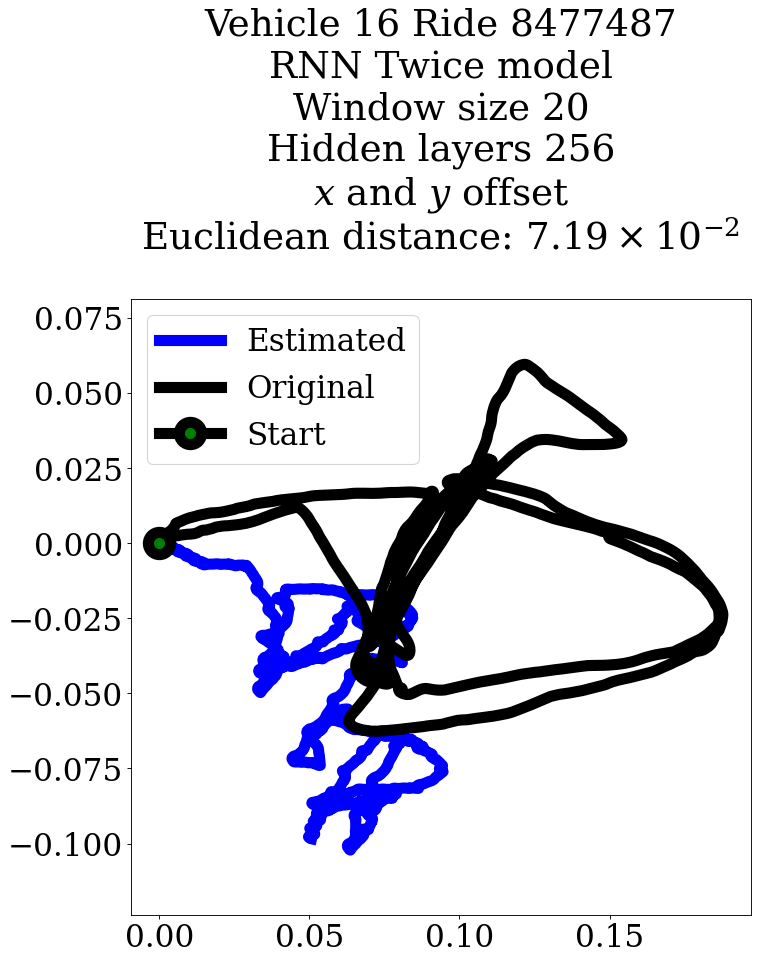 Vehicle 16 Ride 8477487
RNN Twice model
Window size 20
Hidden layers 256
x and y offset
Euclidean distance: 7.19 × 10⁻²
Estimated
Original
Start
0.075
0.050
0.025
0.000
−0.025
−0.050
−0.075
−0.100
0.00 0.05 0.10 0.15